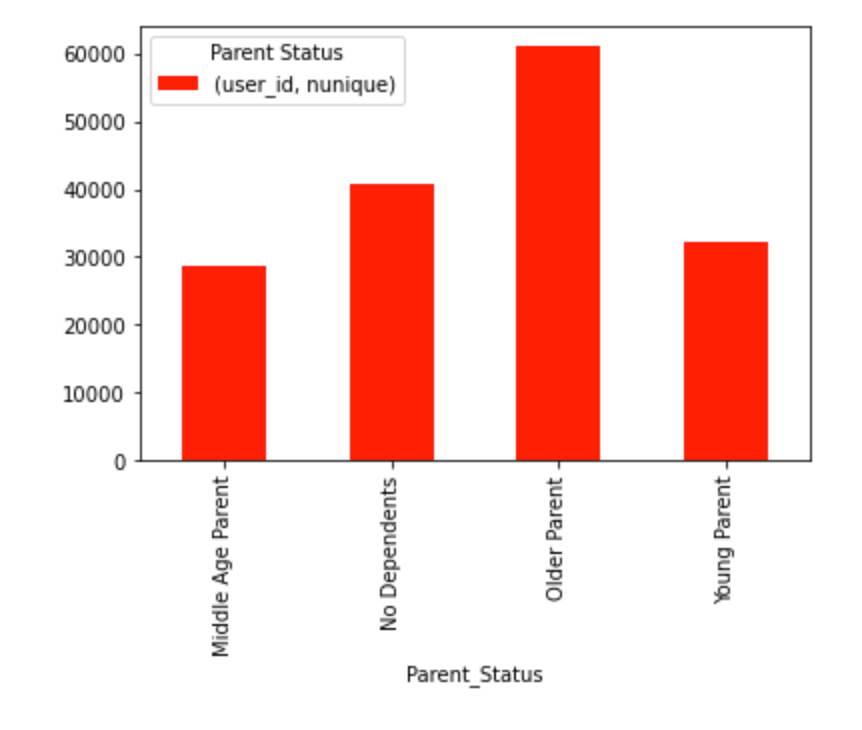 Parent Status
(user_id, nunique)
60000
50000
40000
30000
20000
10000
0
Middle Age Parent
No Dependents
Older Parent
Young Parent
Parent_Status